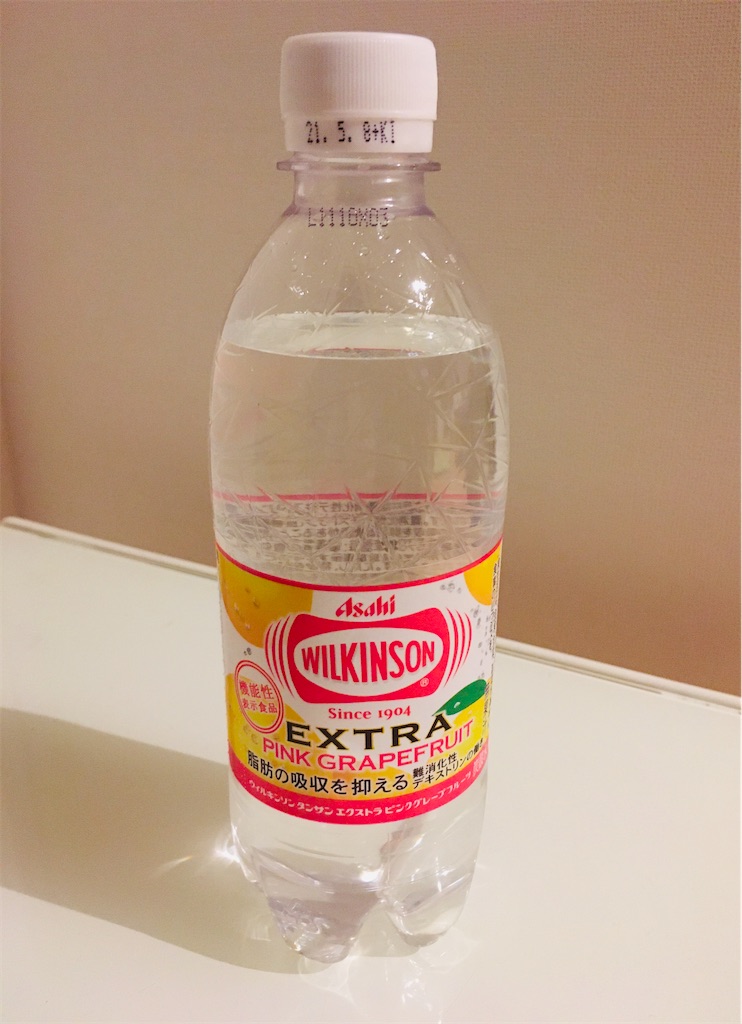 21. 5. 8+KI
L1116M03
Asahi
WILKINSON
®
機能性
表示食品
Since 1904
EXTRA
PINK GRAPEFRUIT
脂肪の吸収を抑える
難消化性
デキストリンの
ウィルキンソン タンサン エクストラ ピンクグレープフルーツ